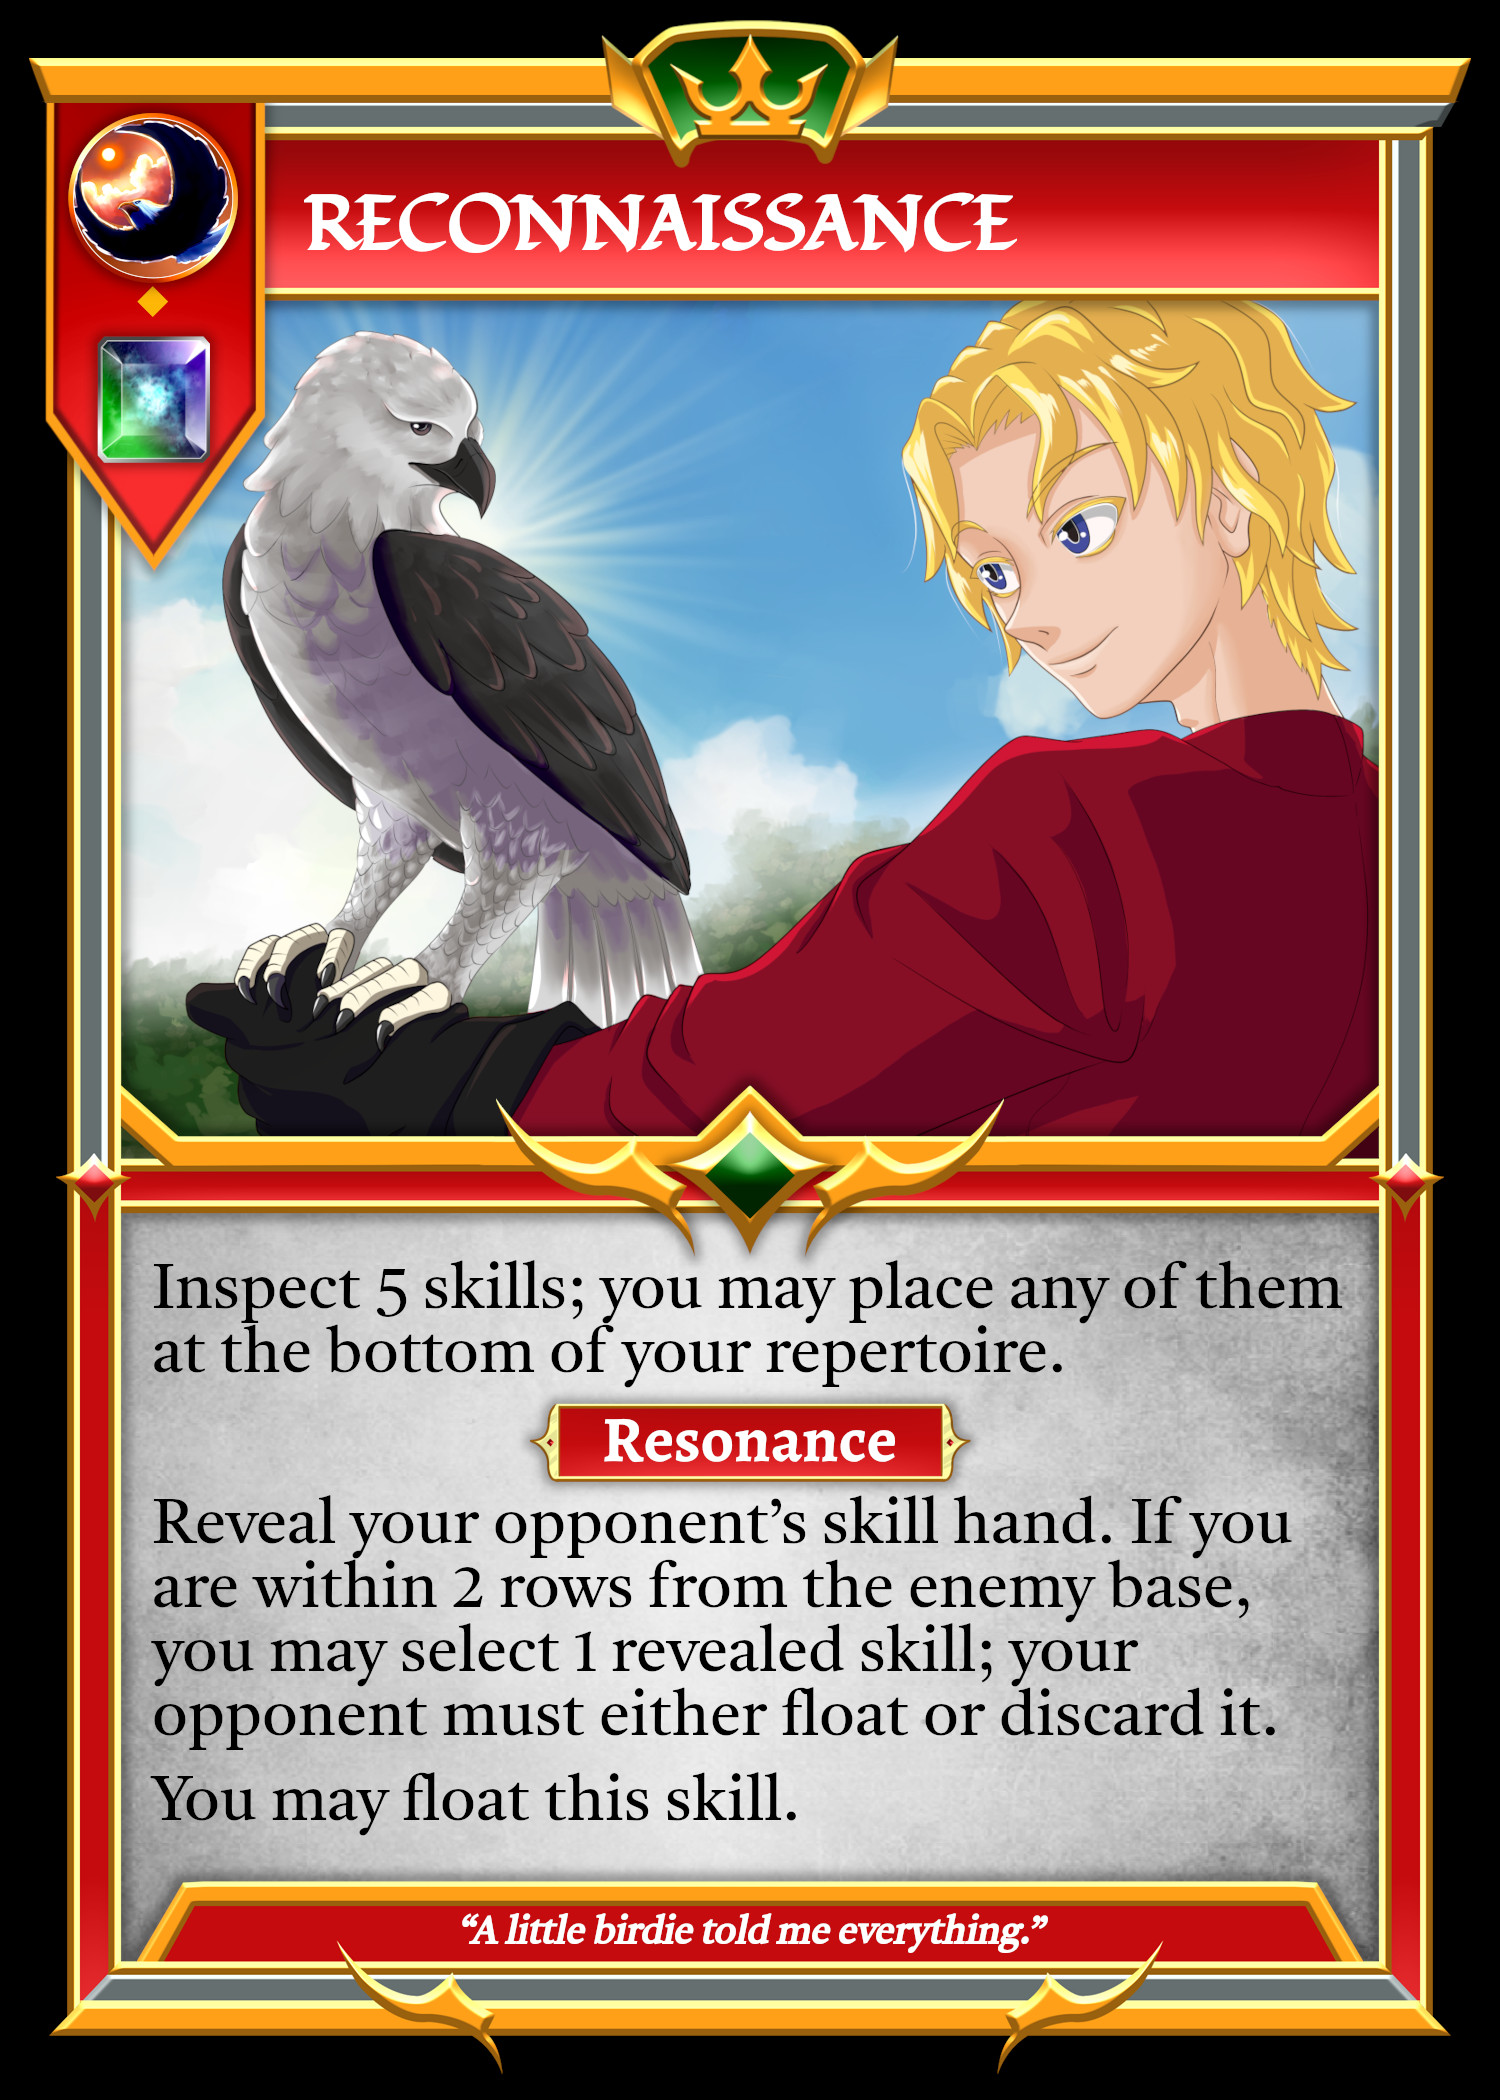 RECONNAISSANCE
Inspect 5 skills; you may place any of them
at the bottom of your repertoire.
Resonance
Reveal your opponent’s skill hand. If you
are within 2 rows from the enemy base,
you may select 1 revealed skill; your
opponent must either float or discard it.
You may float this skill.
“A little birdie told me everything.”